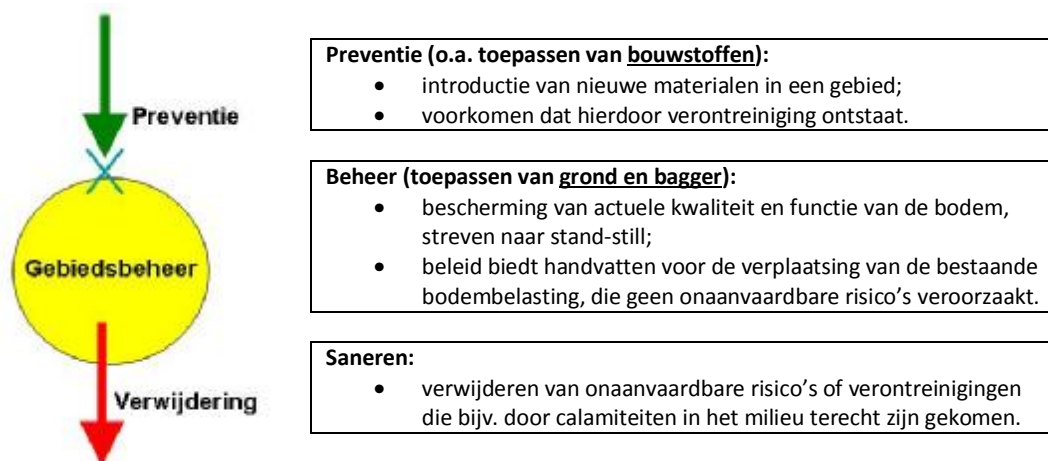 Preventie
Gebiedsbeheer
Verwijdering
Preventie (o.a. toepassen van bouwstoffen):
• introductie van nieuwe materialen in een gebied;
• voorkomen dat hierdoor verontreiniging ontstaat.
Beheer (toepassen van grond en bagger):
• bescherming van actuele kwaliteit en functie van de bodem,
streven naar stand-still;
• beleid biedt handvatten voor de verplaatsing van de bestaande
bodembelasting, die geen onaanvaardbare risico's veroorzaakt.
Saneren:
• verwijderen van onaanvaardbare risico's of verontreinigingen
die bijv. door calamiteiten in het milieu terecht zijn gekomen.